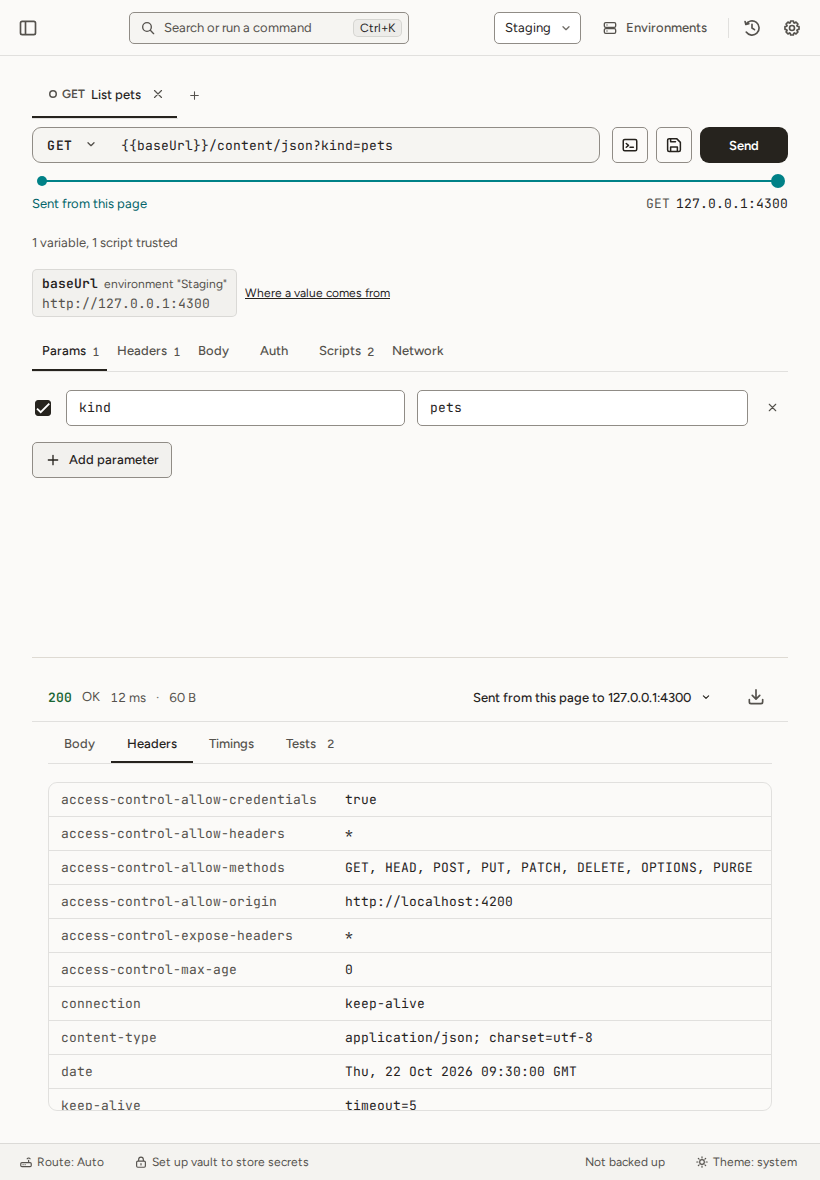 Search or run a command Ctrl+K Staging Environments
GET List pets
GET {{baseUrl}}/content/json?kind=pets Send
Sent from this page GET 127.0.0.1:4300
1 variable, 1 script trusted
baseUrl environment "Staging"
http://127.0.0.1:4300
Where a value comes from
Params 1 Headers 1 Body Auth Scripts 2 Network
kind pets
Add parameter
200 OK 12 ms · 60 B Sent from this page to 127.0.0.1:4300
Body Headers Timings Tests 2
access-control-allow-credentials true
access-control-allow-headers *
access-control-allow-methods GET, HEAD, POST, PUT, PATCH, DELETE, OPTIONS, PURGE
access-control-allow-origin http://localhost:4200
access-control-expose-headers *
access-control-max-age 0
connection keep-alive
content-type application/json; charset=utf-8
date Thu, 22 Oct 2026 09:30:00 GMT
keep-alive timeout=5
Route: Auto Set up vault to store secrets Not backed up Theme: system